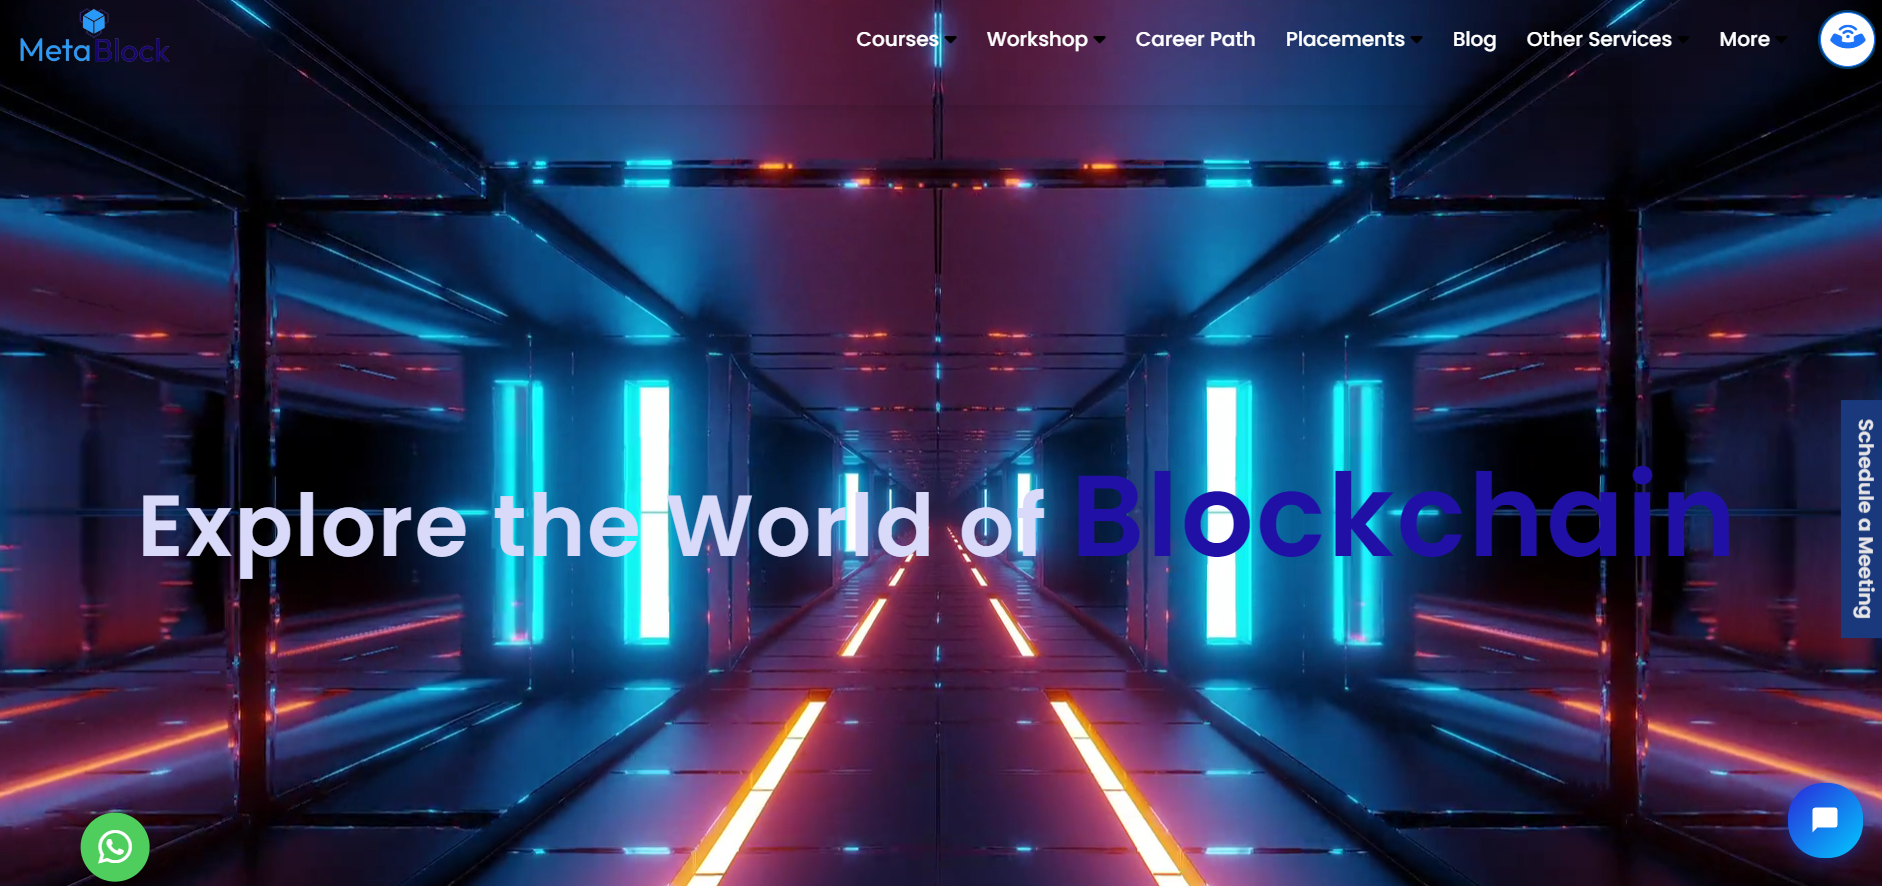 MetaBlock
Courses
Workshop
Career Path
Placements
Blog
Other Services
More
Explore the World of Blockchain
Schedule a Meeting